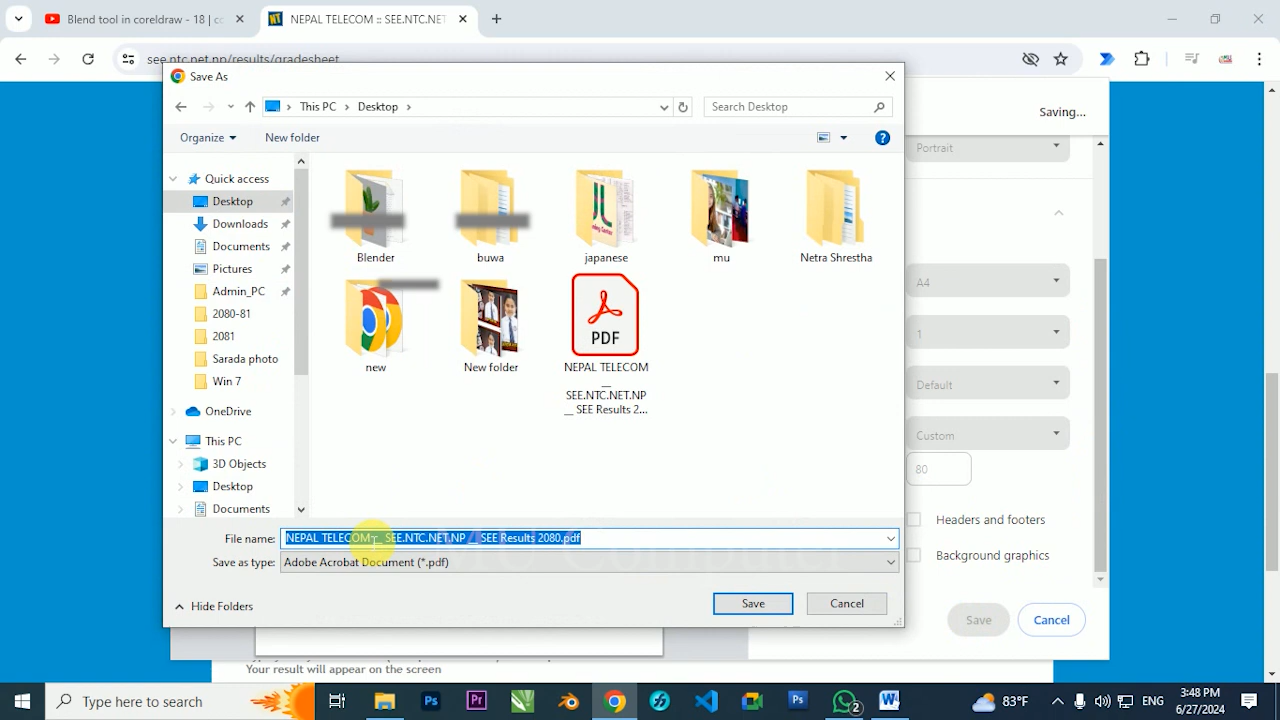 Blend tool in coreldraw - 18 | c
NEPAL TELECOM :: SEE.NTC.NET
see.ntc.net.np/results/gradesheet
Save As
This PC
Desktop
Search Desktop
Saving...
Organize
New folder
Portrait
Quick access
Desktop
Downloads
Documents
Pictures
Admin_PC
2080-81
2081
Sarada photo
Win 7
OneDrive
This PC
3D Objects
Desktop
Documents
Blender
buwa
japanese
mu
Netra Shrestha
new
New folder
PDF
NEPAL TELECOM
__
SEE.NTC.NET.NP
__ SEE Results 2...
A4
1
Default
Custom
80
Headers and footers
Background graphics
File name:
NEPAL TELECOM __ SEE.NTC.NET.NP __ SEE Results 2080.pdf
Save as type:
Adobe Acrobat Document (*.pdf)
Hide Folders
Save
Cancel
Save
Cancel
Your result will appear on the screen
Type here to search
83°F
ENG
3:48 PM
6/27/2024